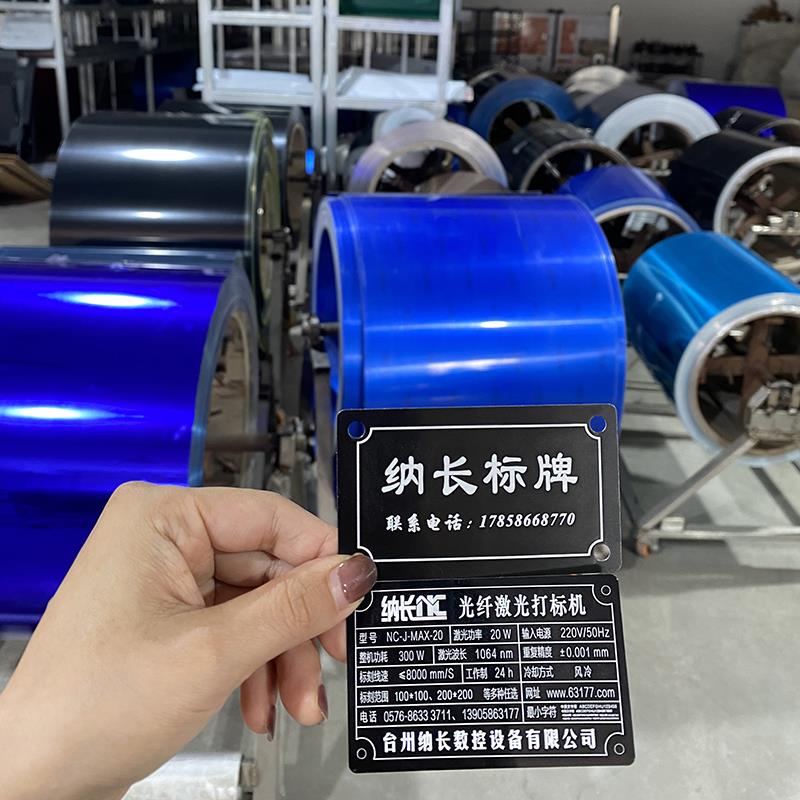 纳长标牌
联系电话：17858668770
纳长NC 光纤激光打标机
型号 NC-J-MAX-20 激光功率 20 W 输入电源 220V/50Hz
整机功耗 300 W 激光波长 1064 nm 重复精度 ±0.001 mm
标刻线速 ≤8000 mm/S 工作制 24 h 冷却方式 风冷
标刻范围 100*100、200*200 等多种任选 网址 www.63177.com
电话 0576-8633 3711、13905863177 最小字符
台州纳长数控设备有限公司